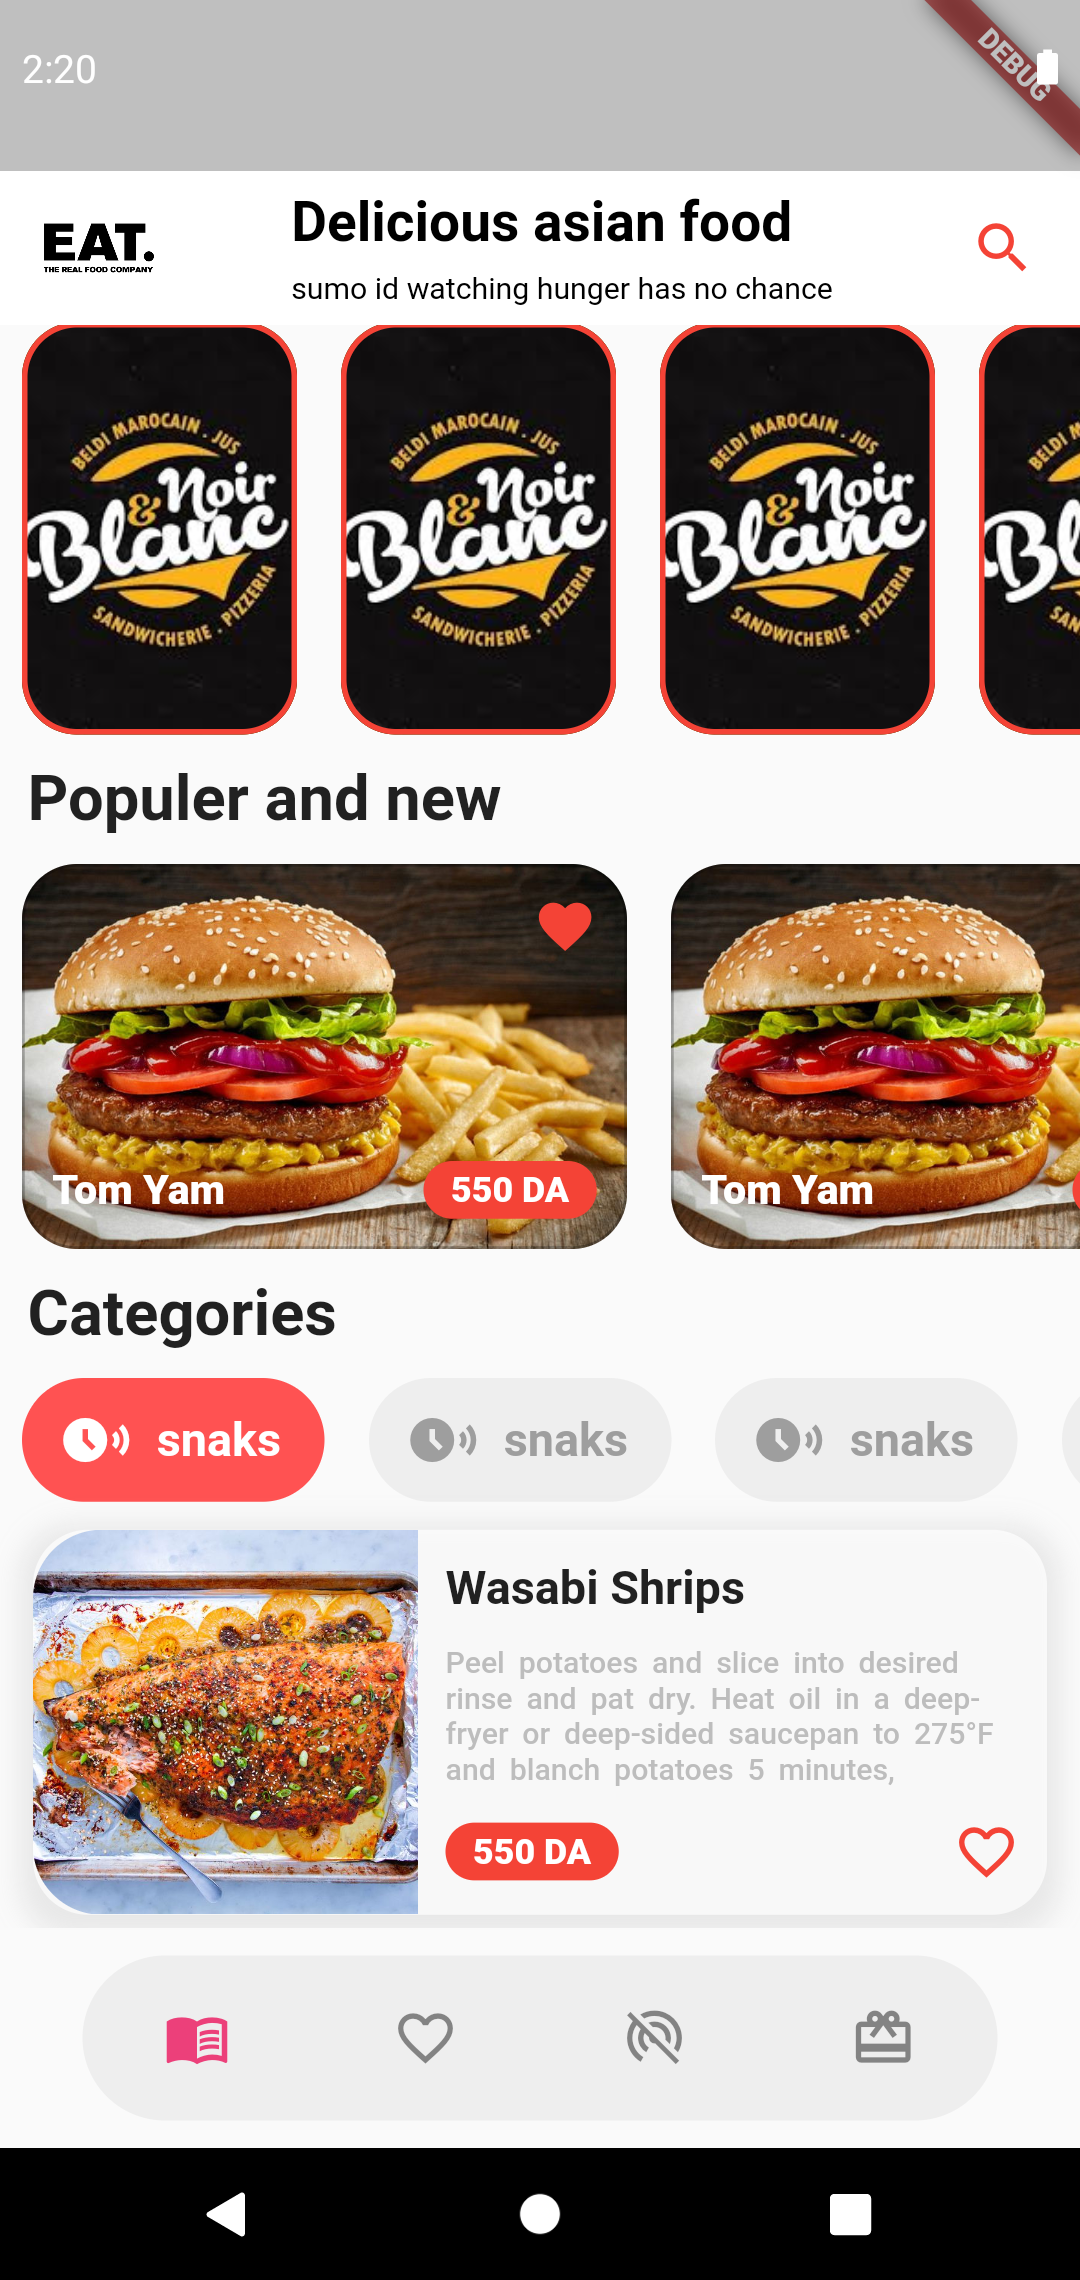 2:20
DEBUG
EAT.
THE REAL FOOD COMPANY
Delicious asian food
sumo id watching hunger has no chance
BELDI MAROCAIN . JUS
Noir
& Blanc
SANDWICHERIE . PIZZERIA
BELDI MAROCAIN . JUS
Noir
& Blanc
SANDWICHERIE . PIZZERIA
BELDI MAROCAIN . JUS
Noir
& Blanc
SANDWICHERIE . PIZZERIA
BELDI M
Bla
SAN
Populer and new
Tom Yam
550 DA
Tom Yam
Categories
snaks
snaks
snaks
Wasabi Shrips
Peel potatoes and slice into desired
rinse and pat dry. Heat oil in a deep-
fryer or deep-sided saucepan to 275°F
and blanch potatoes 5 minutes,
550 DA